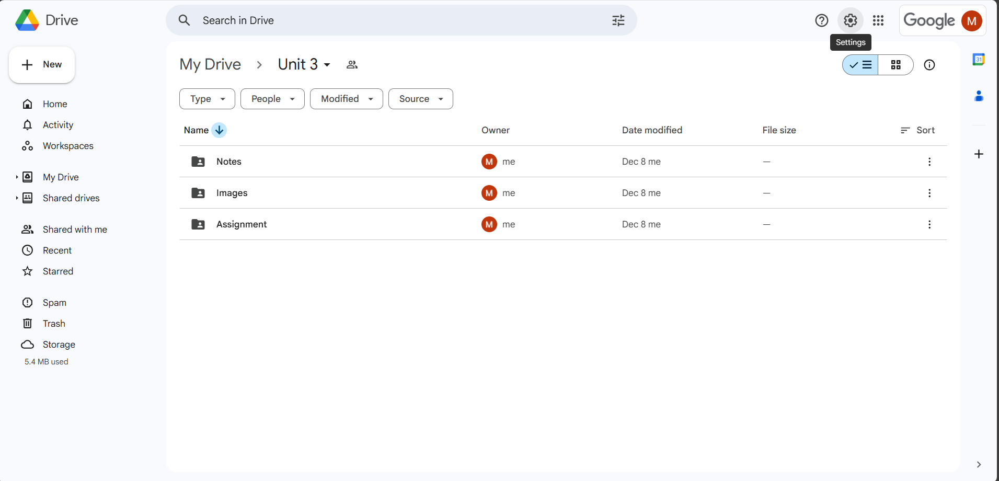 Drive
Search in Drive
Google M
Settings
New
My Drive Unit 3
31
Type People Modified Source
Name Owner Date modified File size Sort
Notes M me Dec 8 me —
Images M me Dec 8 me —
Assignment M me Dec 8 me —
Home
Activity
Workspaces
My Drive
Shared drives
Shared with me
Recent
Starred
Spam
Trash
Storage
5.4 MB used